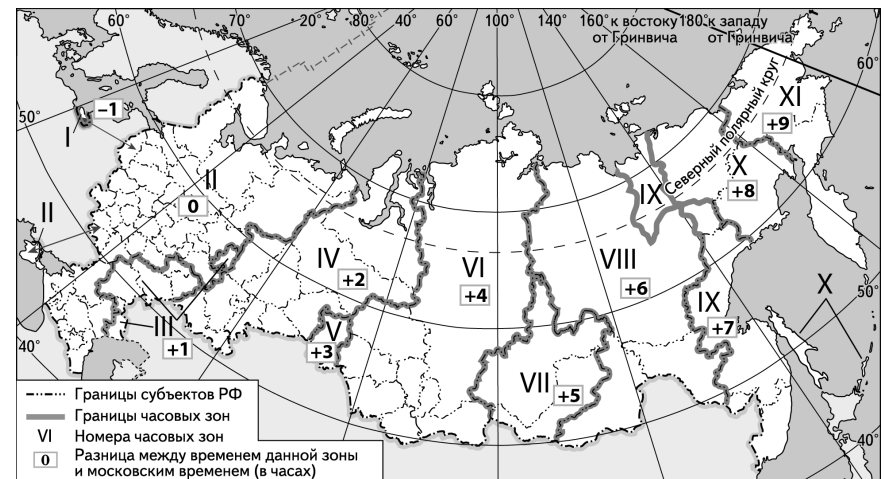 60° 70° 20° 80° 40° 60° 100° 140° 160° к востоку 180° к западу
от Гринвича от Гринвича
60°
50°
–1
I
Северный полярный круг
XI
+9
X
+8
IX
II
0
II
IV
+2
VI
+4
VIII
+6
IX
+7
50°
X
III
+1
V
+3
VII
+5
40°
40°
Границы субъектов РФ
Границы часовых зон
VI Номера часовых зон
0 Разница между временем данной зоны
и московским временем (в часах)